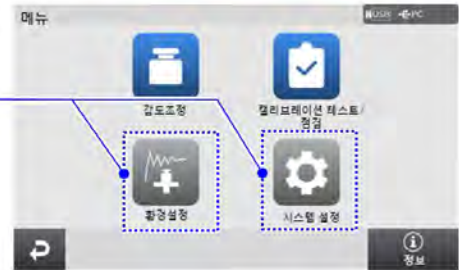 메뉴
USB PC
감도조정
캘리브레이션 테스트/
점검
환경설정
시스템 설정
정보